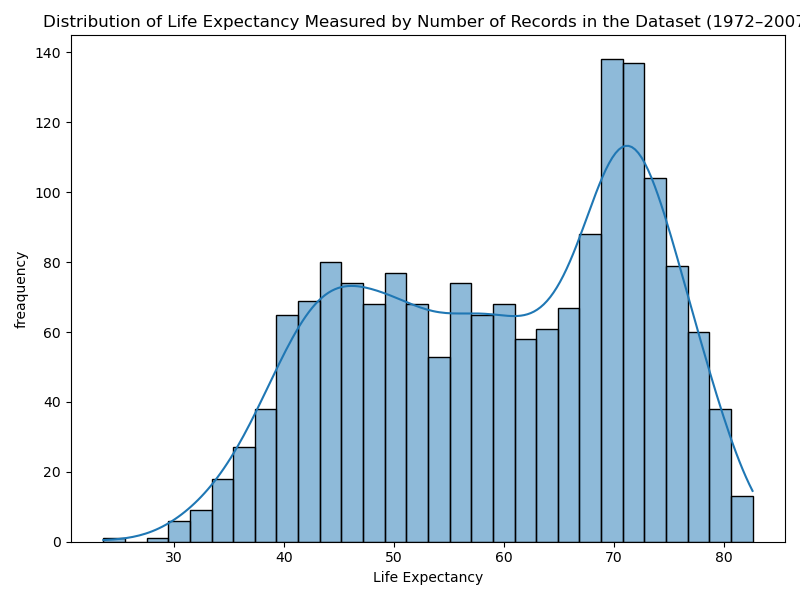 Distribution of Life Expectancy Measured by Number of Records in the Dataset (1972–2007
140
120
100
80
60
40
20
0
freaquency
30 40 50 60 70 80
Life Expectancy